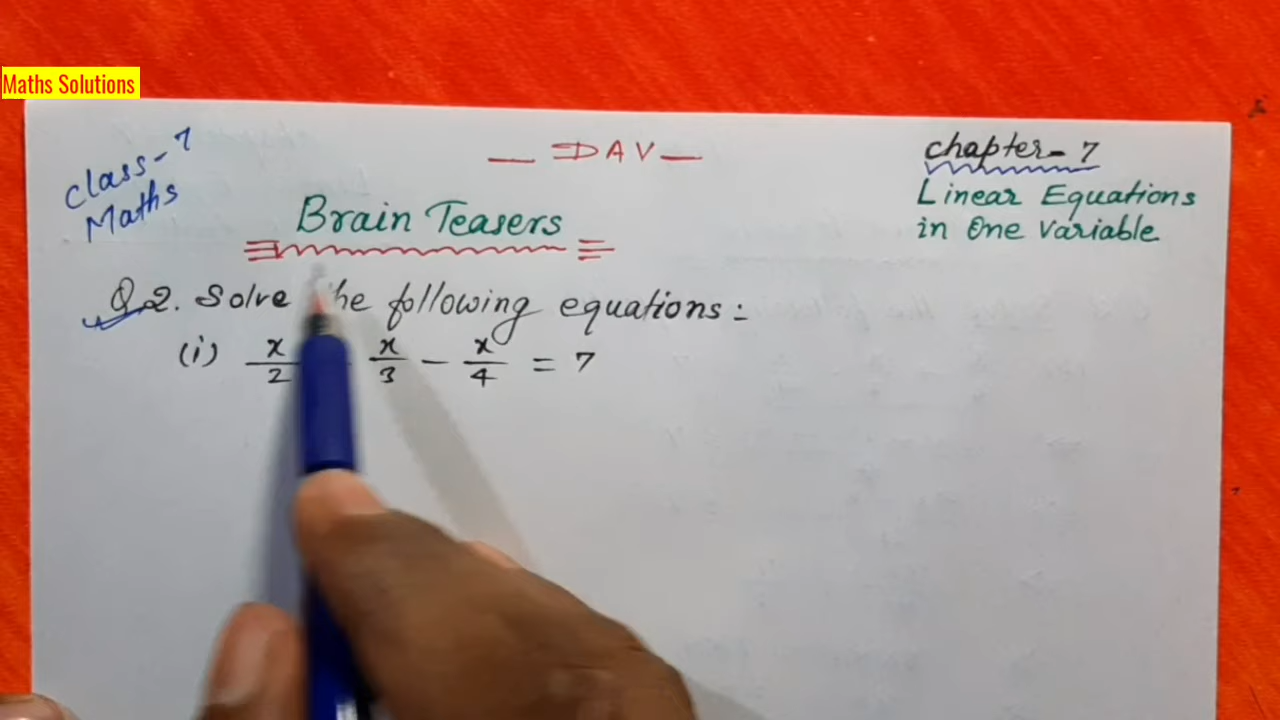 Maths Solutions
class - 7
Maths
DAV
chapter - 7
Linear Equations
in One Variable
Brain Teasers
Q.2. Solve the following equations :
(i) x/2 x/3 - x/4 = 7